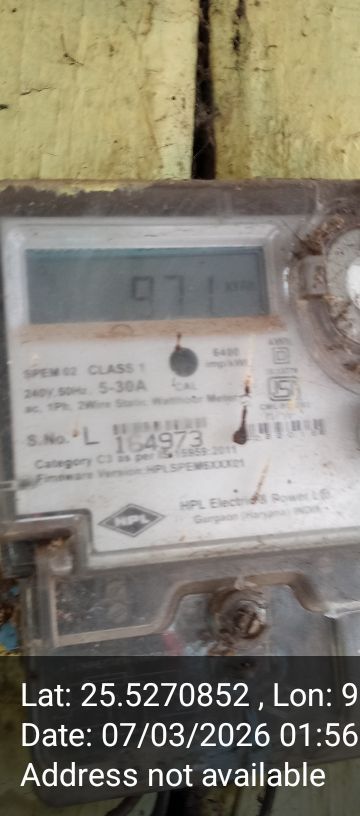 971 kWh
SPEM 02 CLASS 1
6400
imp/kWh
240V, 50Hz, 5-30A
CAL
ac, 1Ph, 2Wire Static Watthour Meter
S.No. L 164973
Category C3 as per 15959:2011
Firmware Version:HPLSPEMEXXX01
HPL
HPL Electric & Power Ltd.
Gurgaon (Haryana) INDIA
Lat: 25.5270852 , Lon: 9
Date: 07/03/2026 01:56
Address not available